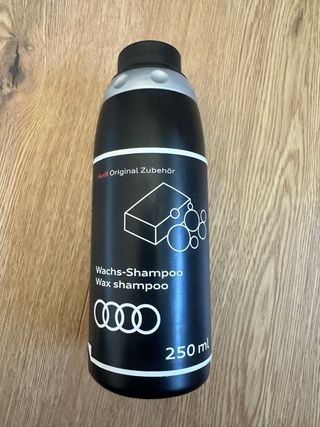 Audi Original Zubehör
Wachs-Shampoo
Wax shampoo
250 ml